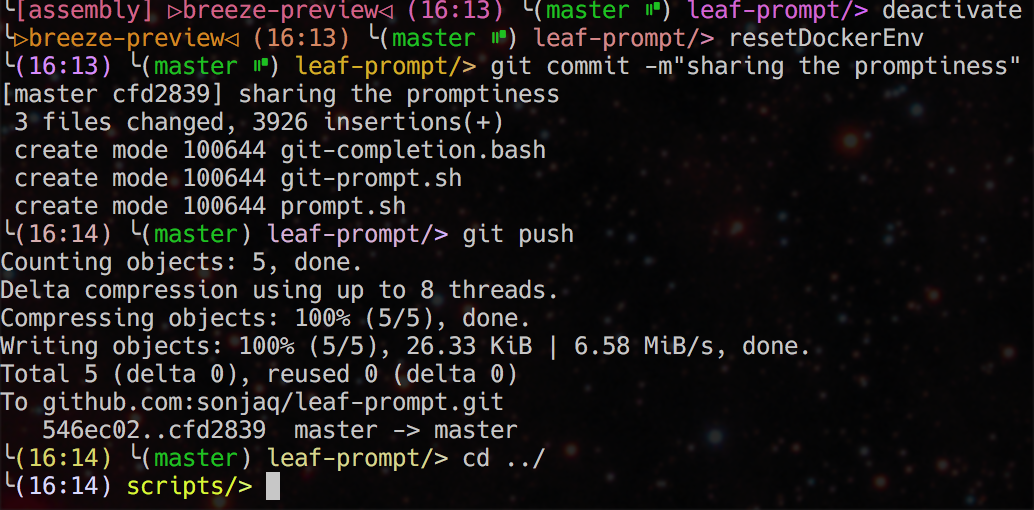 ╰[assembly] ▷breeze-preview◁ (16:13) ╰(master ⑈) leaf-prompt/> deactivate
╰▷breeze-preview◁ (16:13) ╰(master ⑈) leaf-prompt/> resetDockerEnv
╰(16:13) ╰(master ⑈) leaf-prompt/> git commit -m"sharing the promptiness"
[master cfd2839] sharing the promptiness
 3 files changed, 3926 insertions(+)
 create mode 100644 git-completion.bash
 create mode 100644 git-prompt.sh
 create mode 100644 prompt.sh
╰(16:14) ╰(master) leaf-prompt/> git push
Counting objects: 5, done.
Delta compression using up to 8 threads.
Compressing objects: 100% (5/5), done.
Writing objects: 100% (5/5), 26.33 KiB | 6.58 MiB/s, done.
Total 5 (delta 0), reused 0 (delta 0)
To github.com:sonjaq/leaf-prompt.git
   546ec02..cfd2839  master -> master
╰(16:14) ╰(master) leaf-prompt/> cd ../
╰(16:14) scripts/>